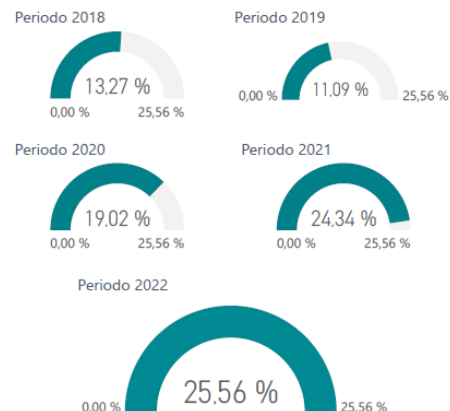 Periodo 2018 Periodo 2019
13,27 % 11,09 %
0,00 % 25,56 % 0,00 % 25,56 %
Periodo 2020 Periodo 2021
19,02 % 24,34 %
0,00 % 25,56 % 0,00 % 25,56 %
Periodo 2022
25,56 %
0,00 % 25,56 %